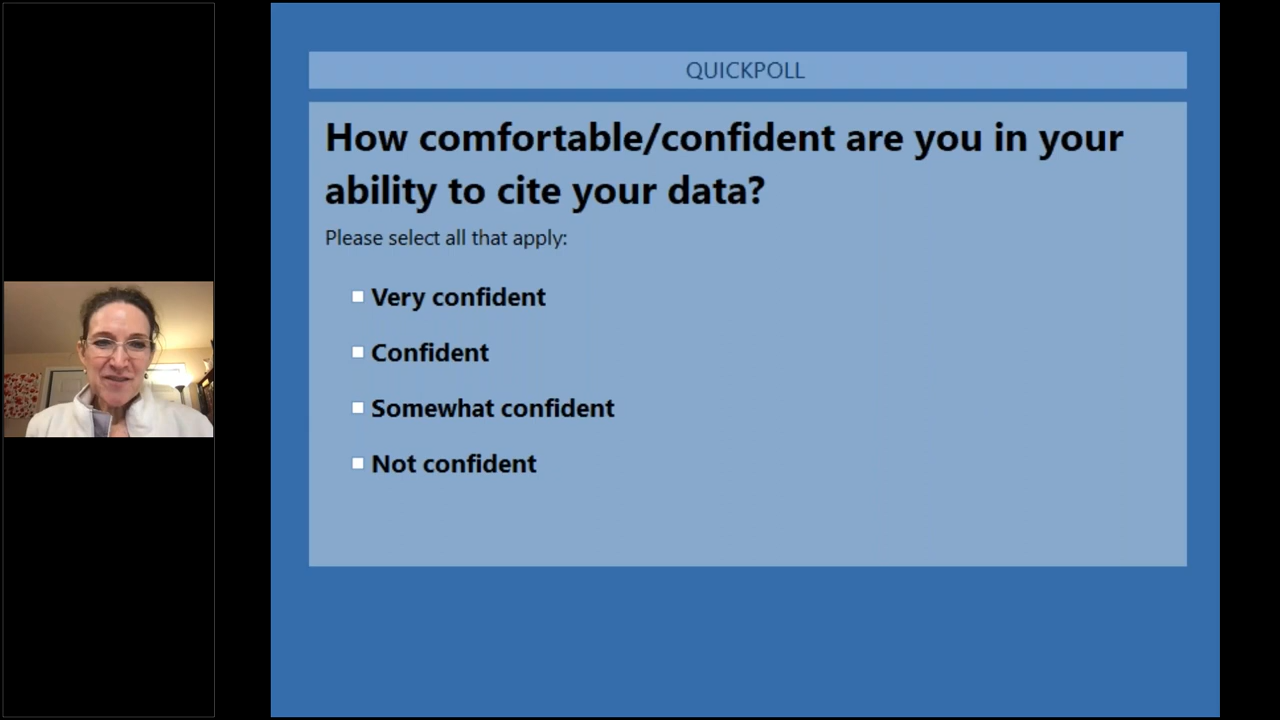 QUICKPOLL
How comfortable/confident are you in your
ability to cite your data?
Please select all that apply:
Very confident
Confident
Somewhat confident
Not confident